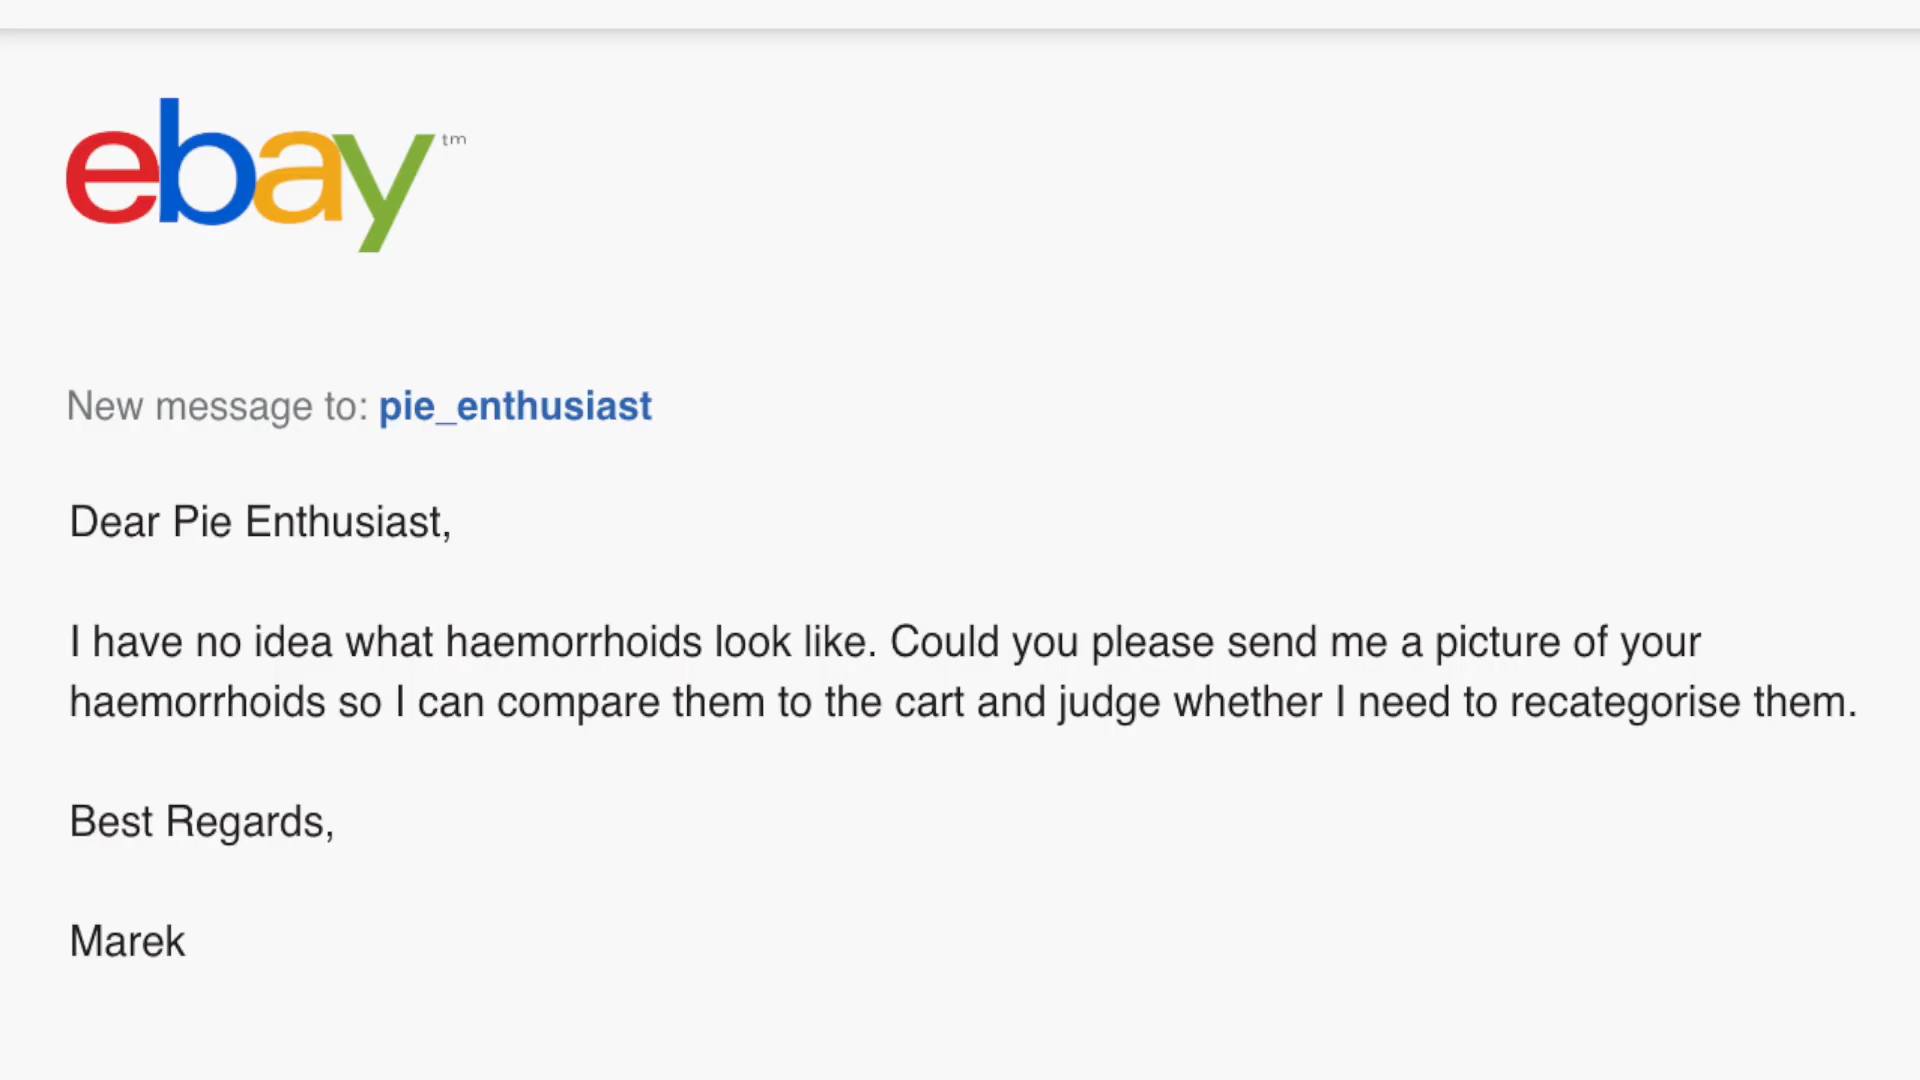 ebay tm
New message to: pie_enthusiast
Dear Pie Enthusiast,
I have no idea what haemorrhoids look like. Could you please send me a picture of your
haemorrhoids so I can compare them to the cart and judge whether I need to recategorise them.
Best Regards,
Marek